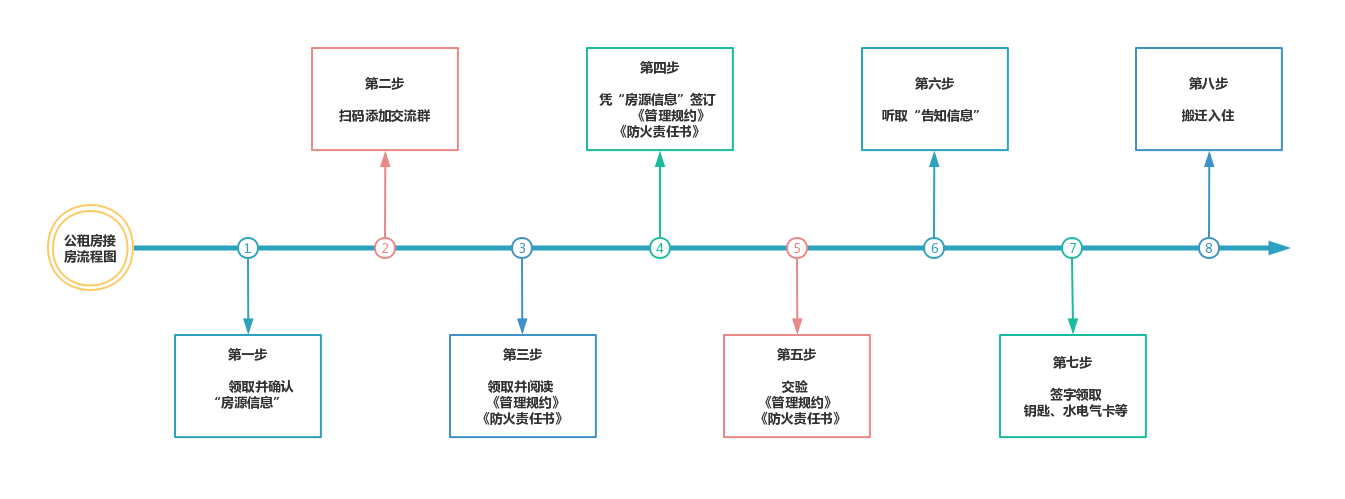 公租房接
房流程图
1
第一步
领取并确认
“房源信息”
2
第二步
扫码添加交流群
3
第三步
领取并阅读
《管理规约》
《防火责任书》
4
第四步
凭“房源信息”签订
《管理规约》
《防火责任书》
5
第五步
交验
《管理规约》
《防火责任书》
6
第六步
听取“告知信息”
7
第七步
签字领取
钥匙、水电气卡等
8
第八步
搬迁入住